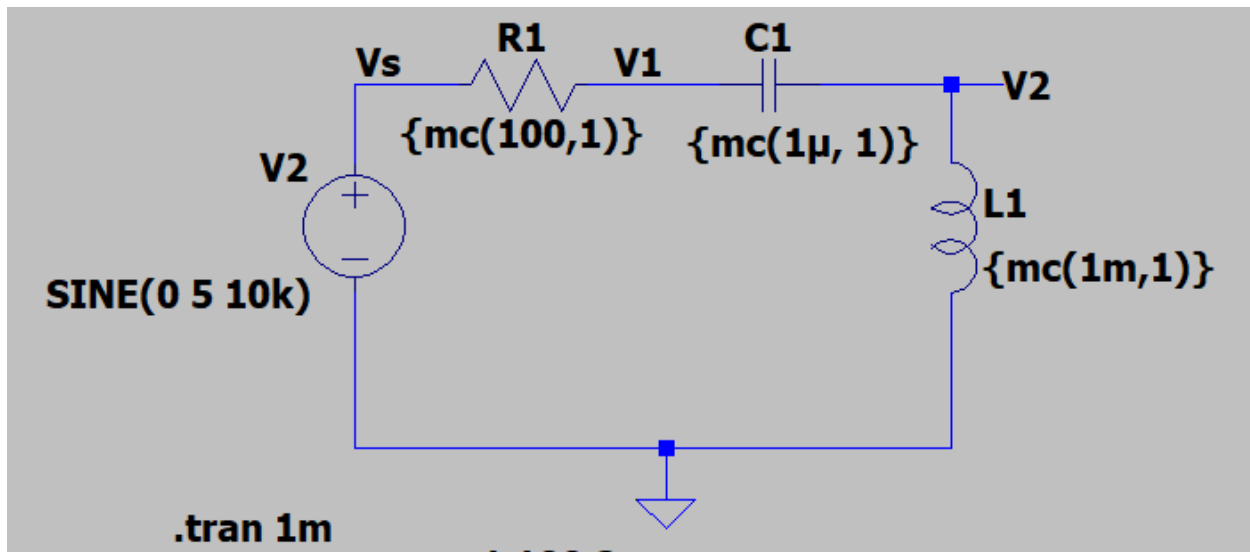 R1
C1
Vs
V1
V2
{mc(100,1)}
{mc(1µ, 1)}
V2
L1
{mc(1m,1)}
SINE(0 5 10k)
.tran 1m